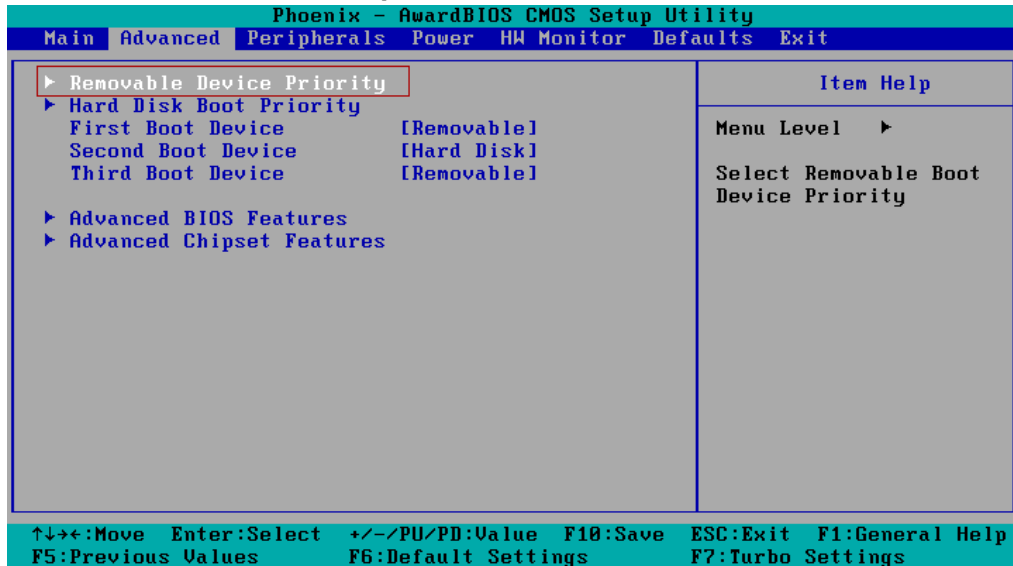 Phoenix - AwardBIOS CMOS Setup Utility
Main Advanced Peripherals Power HW Monitor Defaults Exit
▶ Removable Device Priority
▶ Hard Disk Boot Priority
First Boot Device [Removable]
Second Boot Device [Hard Disk]
Third Boot Device [Removable]
▶ Advanced BIOS Features
▶ Advanced Chipset Features
Item Help
Menu Level ▶
Select Removable Boot
Device Priority
↑↓→←:Move Enter:Select +/-/PU/PD:Value F10:Save ESC:Exit F1:General Help
F5:Previous Values F6:Default Settings F7:Turbo Settings